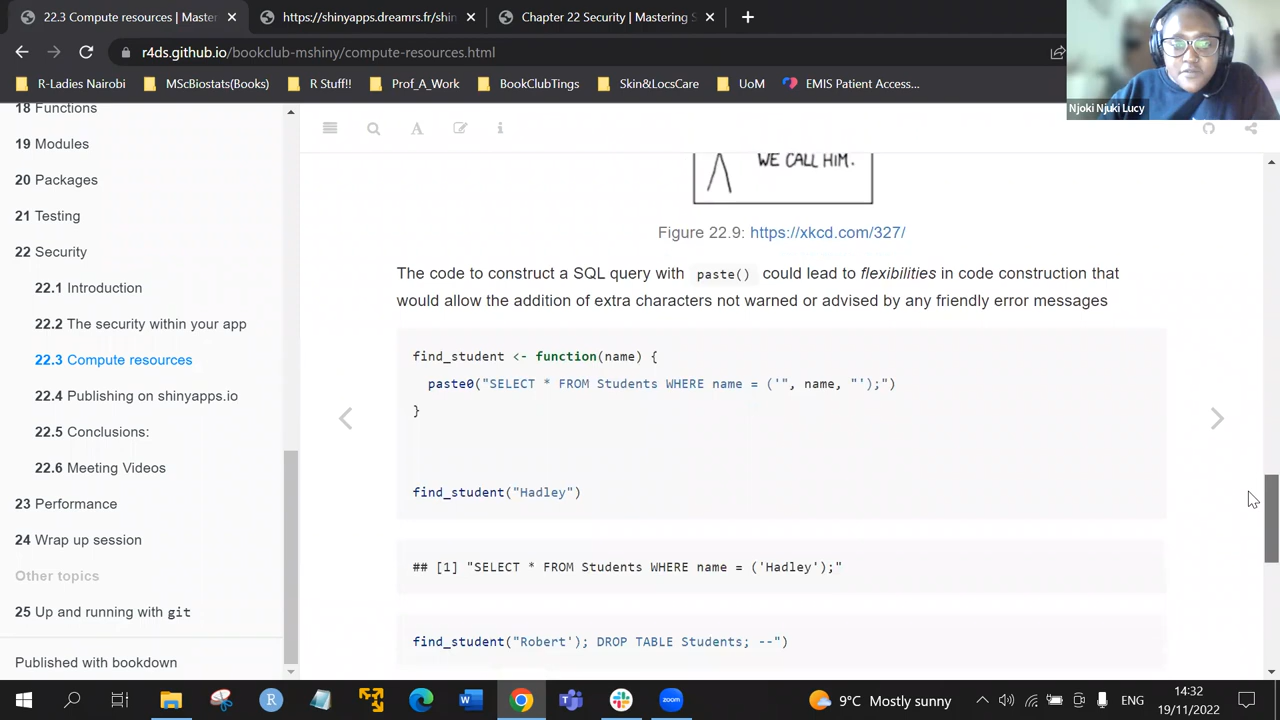 22.3 Compute resources | Master
https://shinyapps.dreamrs.fr/shin
Chapter 22 Security | Mastering S
r4ds.github.io/bookclub-mshiny/compute-resources.html
R-Ladies Nairobi
MScBiostats(Books)
R Stuff!!
Prof_A_Work
BookClubTings
Skin&LocsCare
UoM
EMIS Patient Access...
Njoki Njuki Lucy
18 Functions
19 Modules
20 Packages
21 Testing
22 Security
22.1 Introduction
22.2 The security within your app
22.3 Compute resources
22.4 Publishing on shinyapps.io
22.5 Conclusions:
22.6 Meeting Videos
23 Performance
24 Wrap up session
Other topics
25 Up and running with git
Published with bookdown
WE CALL HIM.
Figure 22.9: https://xkcd.com/327/
The code to construct a SQL query with paste() could lead to flexibilities in code construction that
would allow the addition of extra characters not warned or advised by any friendly error messages
find_student <- function(name) {
paste0("SELECT * FROM Students WHERE name = ('", name, "');")
}
find_student("Hadley")
## [1] "SELECT * FROM Students WHERE name = ('Hadley');"
find_student("Robert'); DROP TABLE Students; --")
9°C Mostly sunny
ENG
14:32
19/11/2022